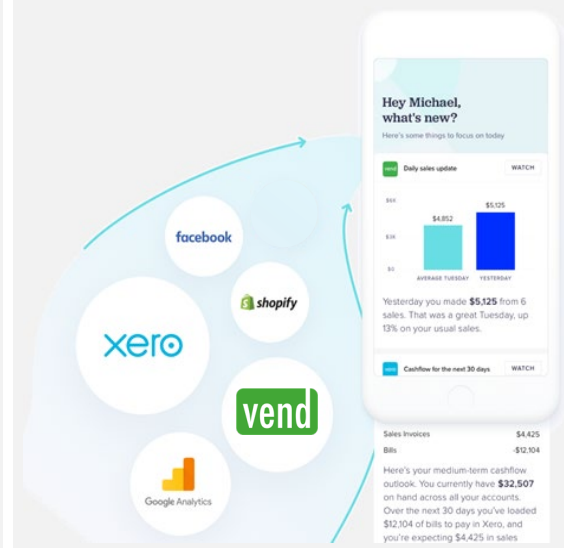 facebook
shopify
xero
vend
Google Analytics
Hey Michael,
what's new?
Here's some things to focus on today
vend Daily sales update WATCH
$6K
$3K
$0
$4,852
$5,125
AVERAGE TUESDAY YESTERDAY
Yesterday you made $5,125 from 6
sales. That was a great Tuesday, up
13% on your usual sales.
xero Cashflow for the next 30 days WATCH
Sales Invoices $4,425
Bills -$12,104
Here's your medium-term cashflow
outlook. You currently have $32,507
on hand across all your accounts.
Over the next 30 days you've loaded
$12,104 of bills to pay in Xero, and
you're expecting $4,425 in sales